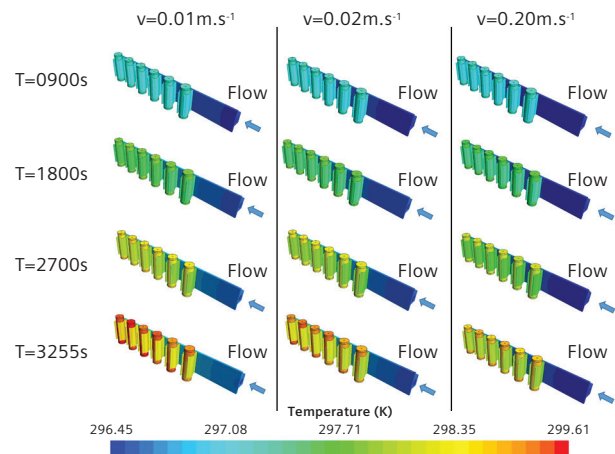 v=0.01m.s⁻¹ v=0.02m.s⁻¹ v=0.20m.s⁻¹
T=0900s Flow Flow Flow
T=1800s Flow Flow Flow
T=2700s Flow Flow Flow
T=3255s Flow Flow Flow
Temperature (K)
296.45 297.08 297.71 298.35 299.61